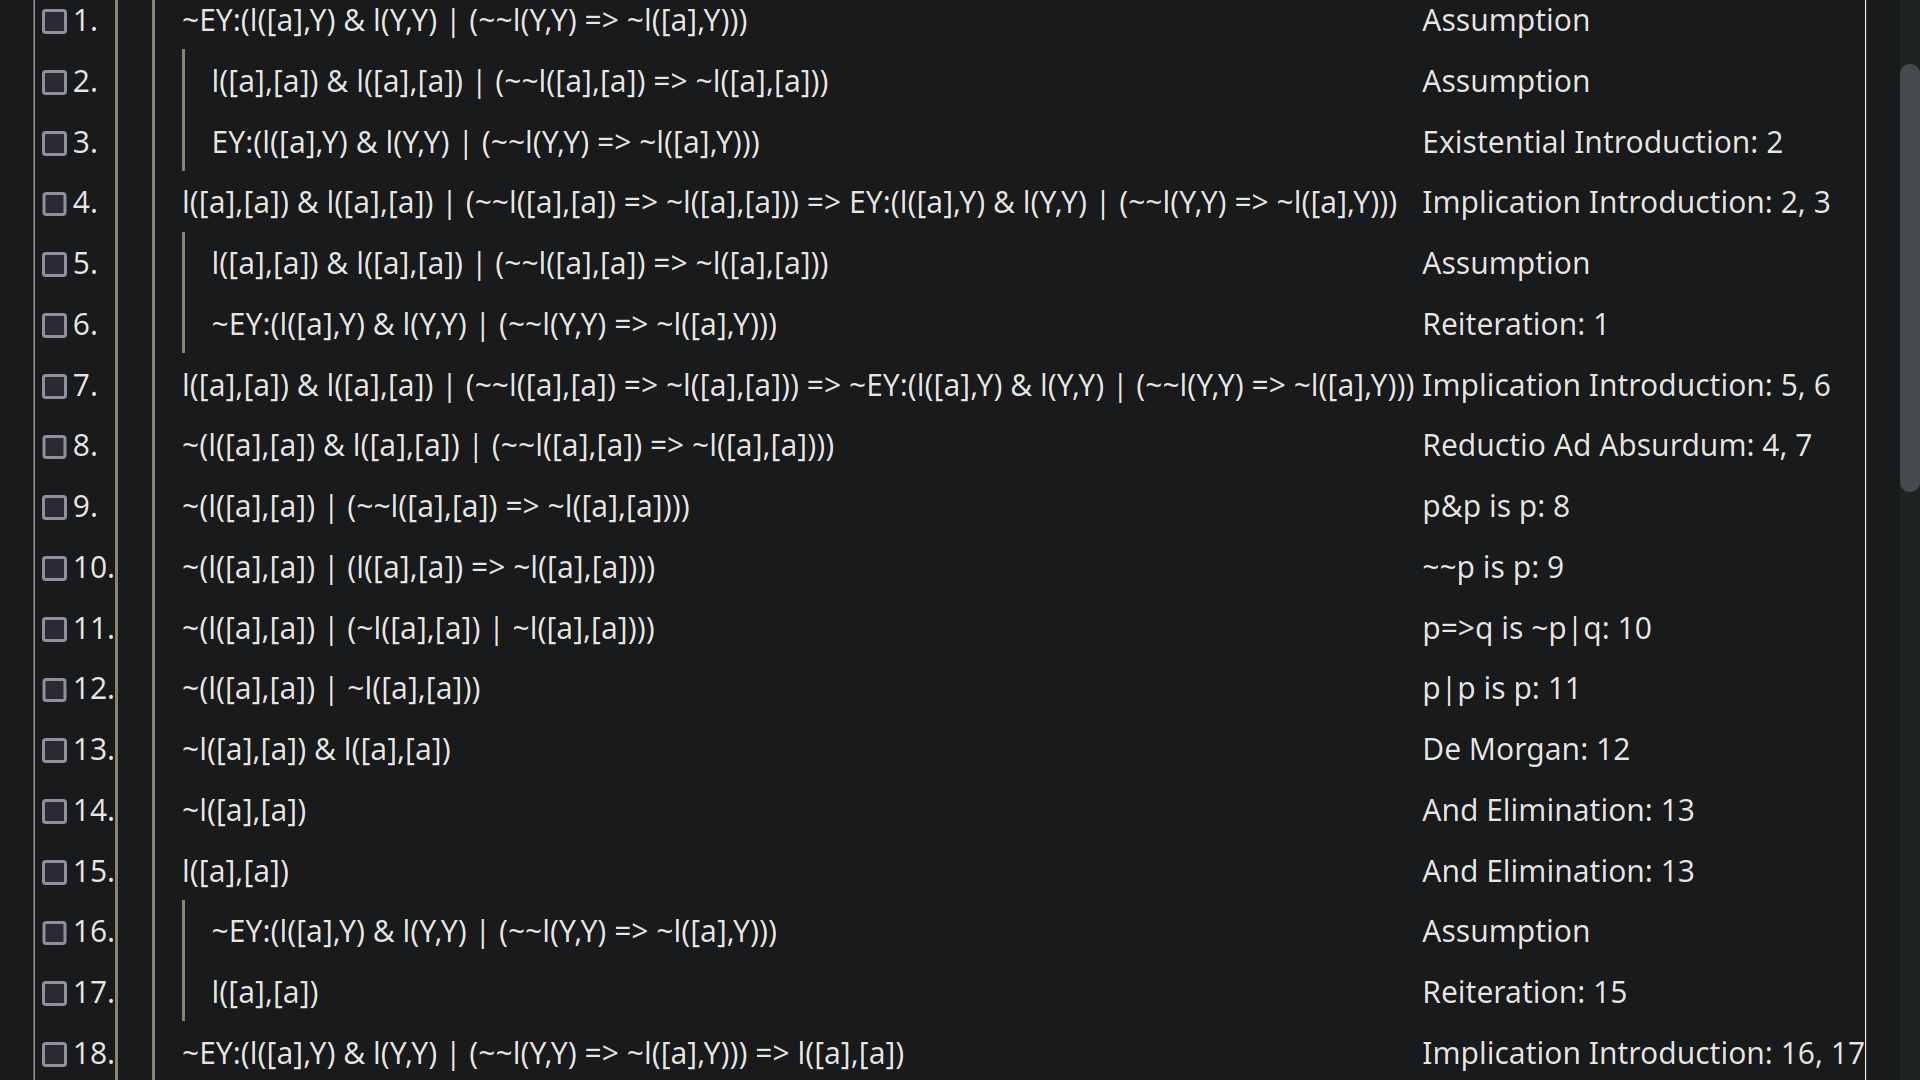 1. ~EY:(l([a],Y) & l(Y,Y) | (~~l(Y,Y) => ~l([a],Y))) Assumption
2. l([a],[a]) & l([a],[a]) | (~~l([a],[a]) => ~l([a],[a])) Assumption
3. EY:(l([a],Y) & l(Y,Y) | (~~l(Y,Y) => ~l([a],Y))) Existential Introduction: 2
4. l([a],[a]) & l([a],[a]) | (~~l([a],[a]) => ~l([a],[a])) => EY:(l([a],Y) & l(Y,Y) | (~~l(Y,Y) => ~l([a],Y))) Implication Introduction: 2, 3
5. l([a],[a]) & l([a],[a]) | (~~l([a],[a]) => ~l([a],[a])) Assumption
6. ~EY:(l([a],Y) & l(Y,Y) | (~~l(Y,Y) => ~l([a],Y))) Reiteration: 1
7. l([a],[a]) & l([a],[a]) | (~~l([a],[a]) => ~l([a],[a])) => ~EY:(l([a],Y) & l(Y,Y) | (~~l(Y,Y) => ~l([a],Y))) Implication Introduction: 5, 6
8. ~(l([a],[a]) & l([a],[a]) | (~~l([a],[a]) => ~l([a],[a]))) Reductio Ad Absurdum: 4, 7
9. ~(l([a],[a]) | (~~l([a],[a]) => ~l([a],[a]))) p&p is p: 8
10. ~(l([a],[a]) | (l([a],[a]) => ~l([a],[a]))) ~~p is p: 9
11. ~(l([a],[a]) | (~l([a],[a]) | ~l([a],[a]))) p=>q is ~p|q: 10
12. ~(l([a],[a]) | ~l([a],[a])) p|p is p: 11
13. ~l([a],[a]) & l([a],[a]) De Morgan: 12
14. ~l([a],[a]) And Elimination: 13
15. l([a],[a]) And Elimination: 13
16. ~EY:(l([a],Y) & l(Y,Y) | (~~l(Y,Y) => ~l([a],Y))) Assumption
17. l([a],[a]) Reiteration: 15
18. ~EY:(l([a],Y) & l(Y,Y) | (~~l(Y,Y) => ~l([a],Y))) => l([a],[a]) Implication Introduction: 16, 17